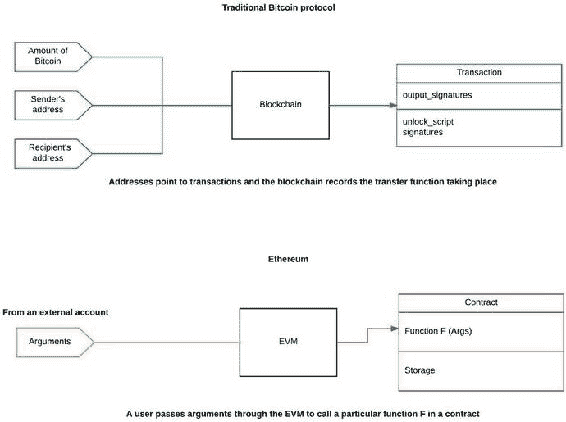 Traditional Bitcoin protocol
Amount of
Bitcoin
Sender's
address
Recipient's
address
Blockchain
Transaction
output_signatures
unlock_script
signatures
Addresses point to transactions and the blockchain records the transfer function taking place
Ethereum
From an external account
Arguments
EVM
Contract
Function F (Args)
Storage
A user passes arguments through the EVM to call a particular function F in a contract